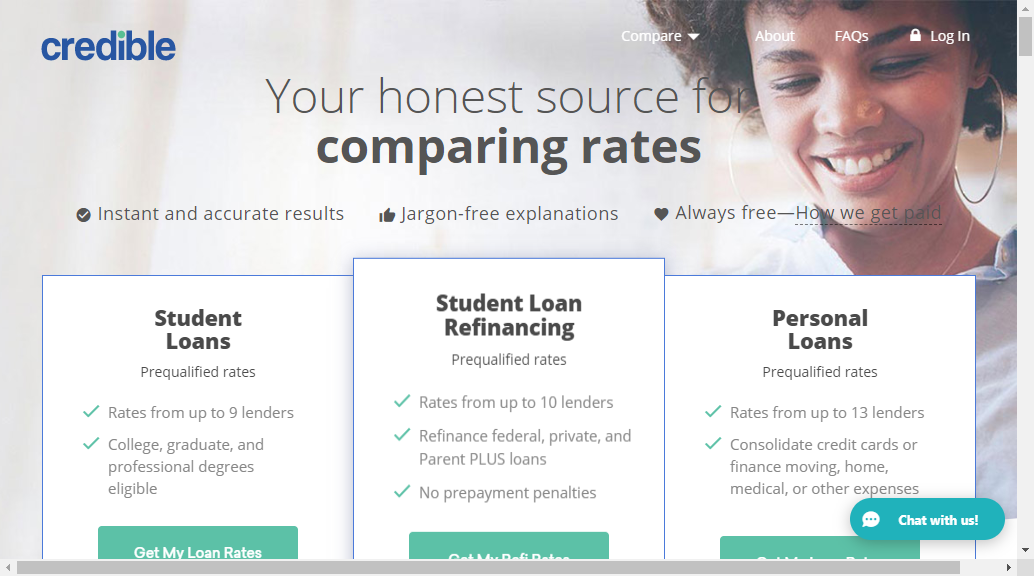 credible
Compare
About
FAQs
Log In
Your honest source for
comparing rates
Instant and accurate results
Jargon-free explanations
Always free—How we get paid
Student
Loans
Prequalified rates
Rates from up to 9 lenders
College, graduate, and
professional degrees
eligible
Get My Loan Rates
Student Loan
Refinancing
Prequalified rates
Rates from up to 10 lenders
Refinance federal, private, and
Parent PLUS loans
No prepayment penalties
Get My Refi Rates
Personal
Loans
Prequalified rates
Rates from up to 13 lenders
Consolidate credit cards or
finance moving, home,
medical, or other expenses
Chat with us!